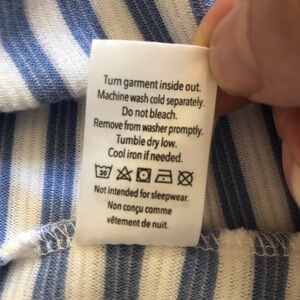 Turn garment inside out.
Machine wash cold separately.
Do not bleach.
Remove from washer promptly.
Tumble dry low.
Cool iron if needed.
30
Not intended for sleepwear.
Non conçu comme
vêtement de nuit.